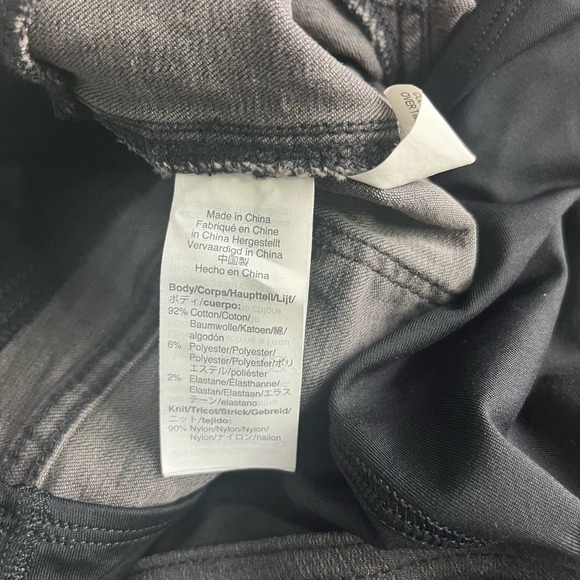 OVER TI
Made in China
Fabriqué en Chine
in China Hergestellt
Vervaardigd in China
中国製
Hecho en China
Body/Corps/Hauptteil/Lijf/
ボディ/cuerpo:
92% Cotton/Coton/
Baumwolle/Katoen/綿/
algodón
6% Polyester/Polyester/
Polyester/Polyester/ポリ
エステル/poliéster
2% Elastane/Élasthanne/
Elastan/Elastaan/エラス
テーン/elastano
Knit/Tricot/Strick/Gebreid/
ニット/tejido:
90% Nylon/Nylon/Nylon/
Nylon/ナイロン/nailon